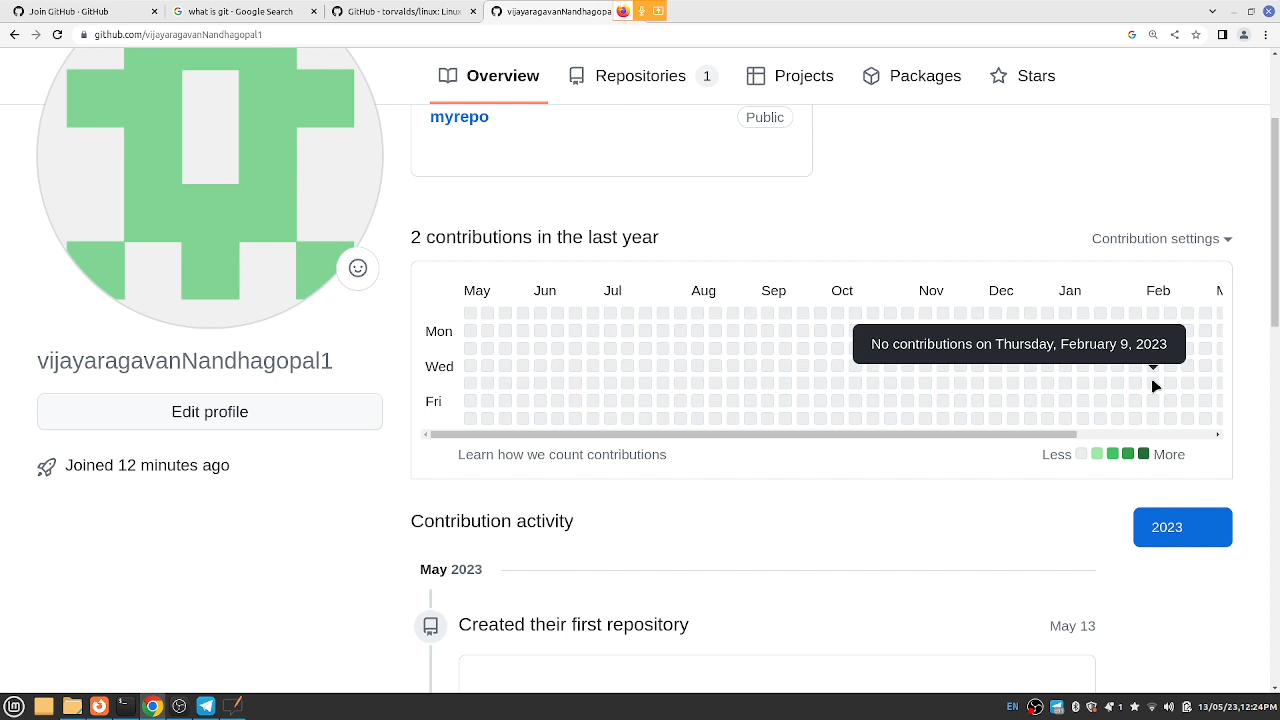 Join GitHub · GitHub
what is git - Google Search
GitHub - torvalds/linux: Linux
vijayaragavanNandhagopa
github.com/vijayaragavanNandhagopal1
Overview
Repositories 1
Projects
Packages
Stars
myrepo
Public
2 contributions in the last year
Contribution settings
May Jun Jul Aug Sep Oct Nov Dec Jan Feb
Mon
No contributions on Thursday, February 9, 2023
Wed
Fri
Learn how we count contributions
Less
More
vijayaragavanNandhagopal1
Edit profile
Joined 12 minutes ago
Contribution activity
2023
May 2023
Created their first repository
May 13
EN
1
13/05/23, 12:24PM